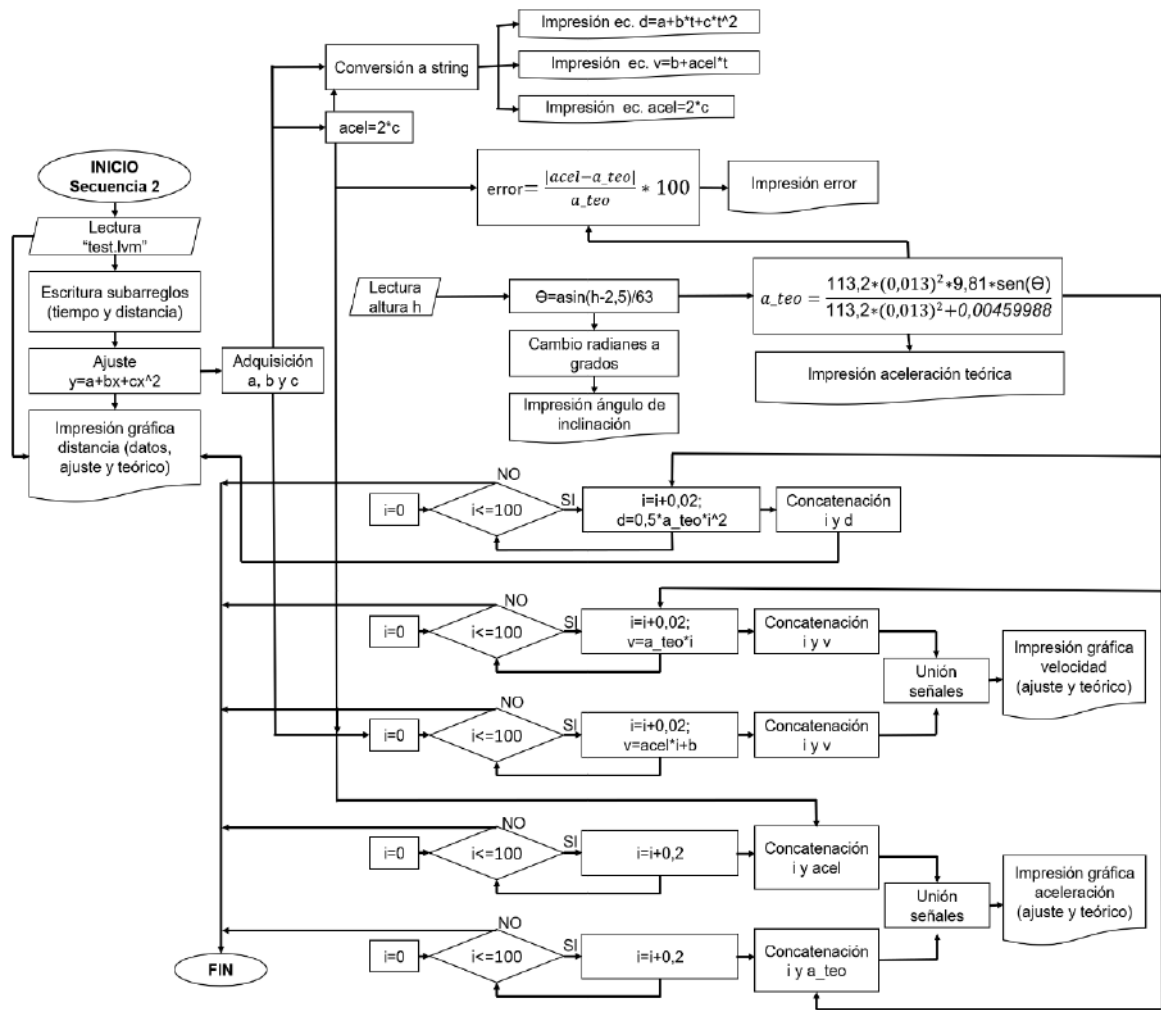 Impresión ec. d=a+b*t+c*t^2
Conversión a string
Impresión ec. v=b+acel*t
Impresión ec. acel=2*c
acel=2*c
INICIO
Secuencia 2
Lectura
“test.lvm”
Escritura subarreglos
(tiempo y distancia)
Ajuste
y=a+bx+cx^2
Adquisición
a, b y c
Impresión gráfica
distancia (datos,
ajuste y teórico)
error= |acel−a_teo| / a_teo * 100
Impresión error
Lectura
altura h
Ɵ=asin(h-2,5)/63
a_teo = 113,2*(0,013)²*9,81*sen(Ɵ) / 113,2*(0,013)²+0,00459988
Cambio radianes a
grados
Impresión ángulo de
inclinación
Impresión aceleración teórica
NO
i=0
i<=100
SI
i=i+0,02;
d=0,5*a_teo*i^2
Concatenación
i y d
NO
i=0
i<=100
SI
i=i+0,02;
v=a_teo*i
Concatenación
i y v
NO
i=0
i<=100
SI
i=i+0,02;
v=acel*i+b
Concatenación
i y v
Unión
señales
Impresión gráfica
velocidad
(ajuste y teórico)
NO
i=0
i<=100
SI
i=i+0,2
Concatenación
i y acel
NO
i=0
i<=100
SI
i=i+0,2
Concatenación
i y a_teo
Unión
señales
Impresión gráfica
aceleración
(ajuste y teórico)
FIN